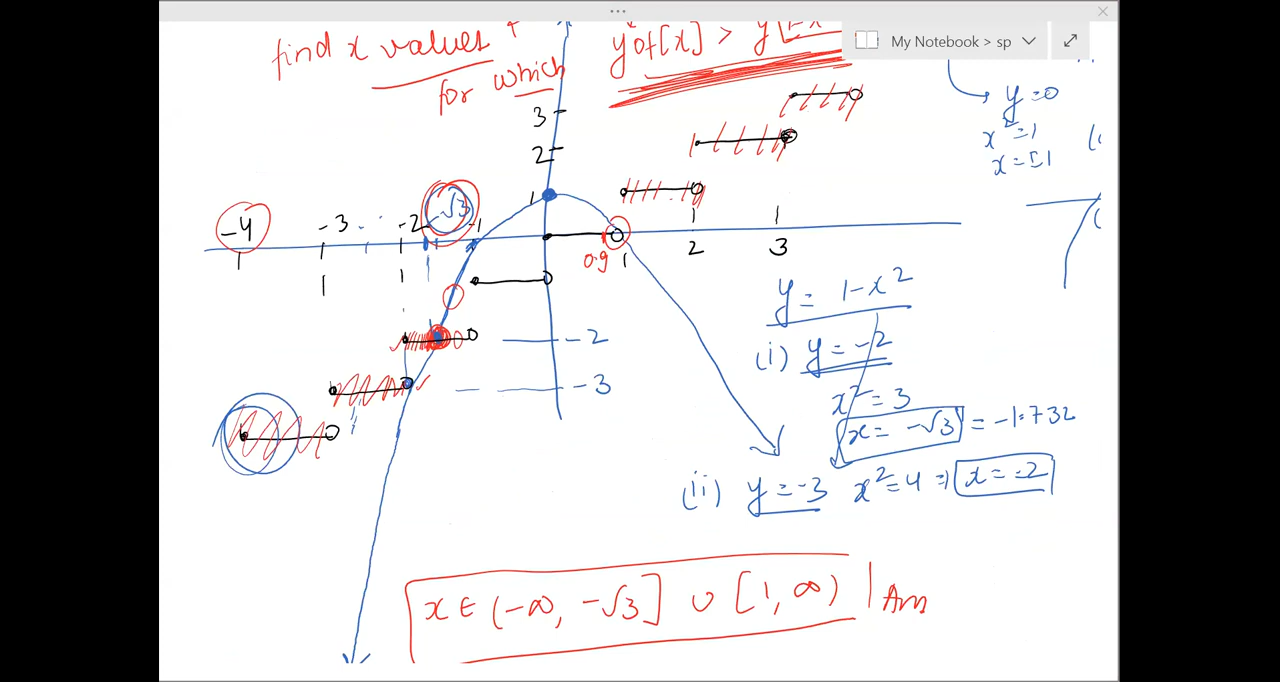 find x values
for which
y of [x] > y
My Notebook > sp
y = 0
x² = 1
x = ±1
3
2
1
-4
-3
-2
-√3
-1
0.9
1
2
3
-2
-3
y = 1-x²
(i) y = -2
x² = 3
x = -√3 = -1.732
(ii) y = -3 x² = 4 ⇒ x = -2
x ∈ (-∞, -√3] ∪ [1, ∞) | Ans